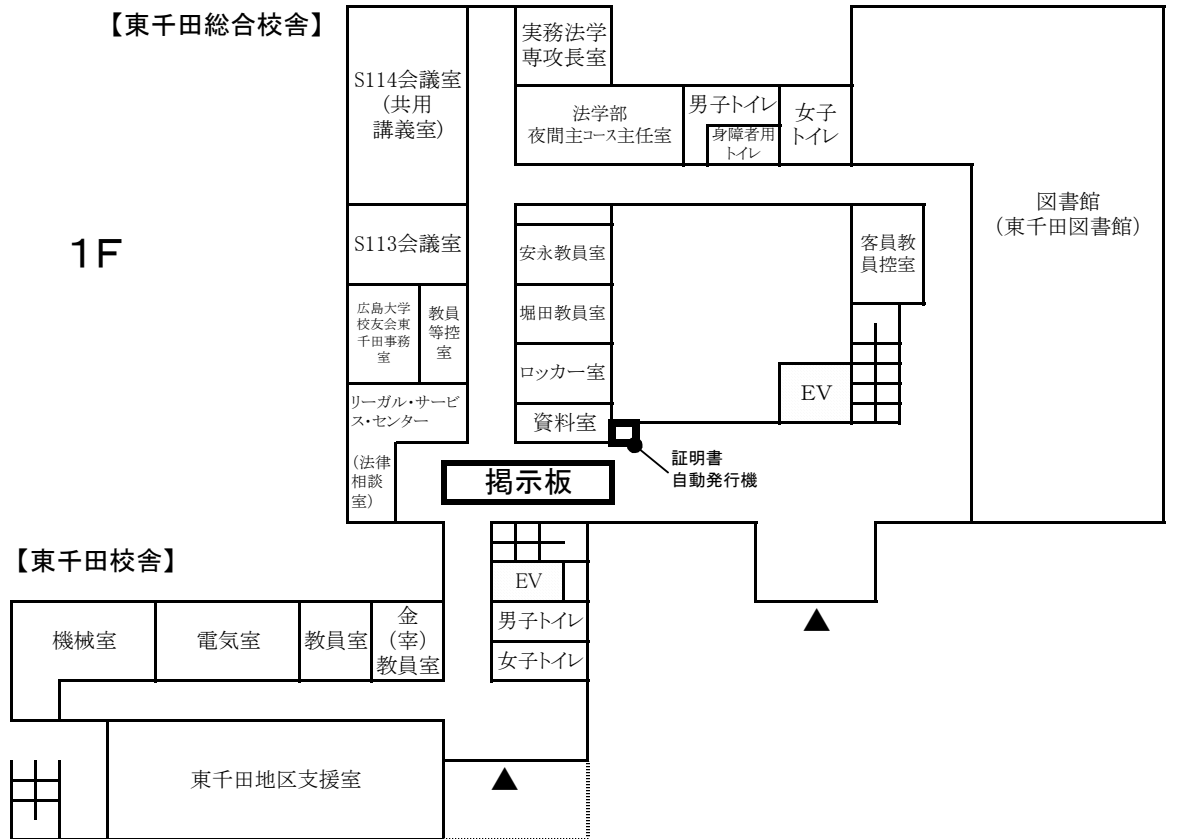 【東千田総合校舎】
1F
S114会議室
(共用
講義室)
実務法学
専攻長室
法学部
夜間主コース主任室
男子トイレ
身障者用
トイレ
女子
トイレ
図書館
(東千田図書館)
S113会議室
安永教員室
客員教
員控室
広島大学
校友会東
千田事務
室
教員
等控
室
堀田教員室
ロッカー室
EV
リーガル・サービ
ス・センター
(法律
相談
室)
資料室
証明書
自動発行機
掲示板
【東千田校舎】
EV
機械室
電気室
教員室
金
(宰)
教員室
男子トイレ
女子トイレ
東千田地区支援室